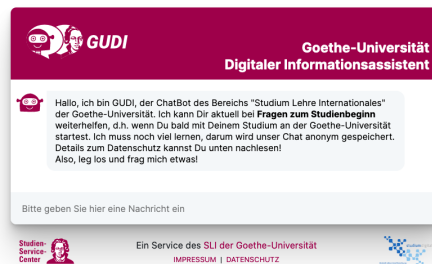 GUDI
Goethe-Universität
Digitaler Informationsassistent
Hallo, ich bin GUDI, der ChatBot des Bereichs "Studium Lehre Internationales"
der Goethe-Universität. Ich kann Dir aktuell bei Fragen zum Studienbeginn
weiterhelfen, d.h. wenn Du bald mit Deinem Studium an der Goethe-Universität
startest. Ich muss noch viel lernen, darum wird unser Chat anonym gespeichert.
Details zum Datenschutz kannst Du unten nachlesen!
Also, leg los und frag mich etwas!
Bitte geben Sie hier eine Nachricht ein
Studien-
Service-
Center
Ein Service des SLI der Goethe-Universität
IMPRESSUM | DATENSCHUTZ